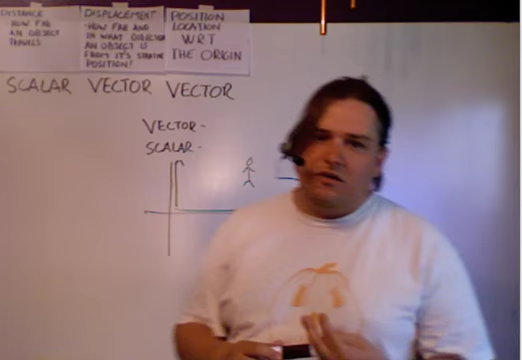 DISTANCE
HOW FAR
AN OBJECT
TRAVELS
DISPLACEMENT
HOW FAR AND
IN WHAT DIRECTION
AN OBJECT IS
FROM IT'S STARTING
POSITION!
POSITION
LOCATION
WRT
THE ORIGIN
SCALAR VECTOR VECTOR
VECTOR-
SCALAR-